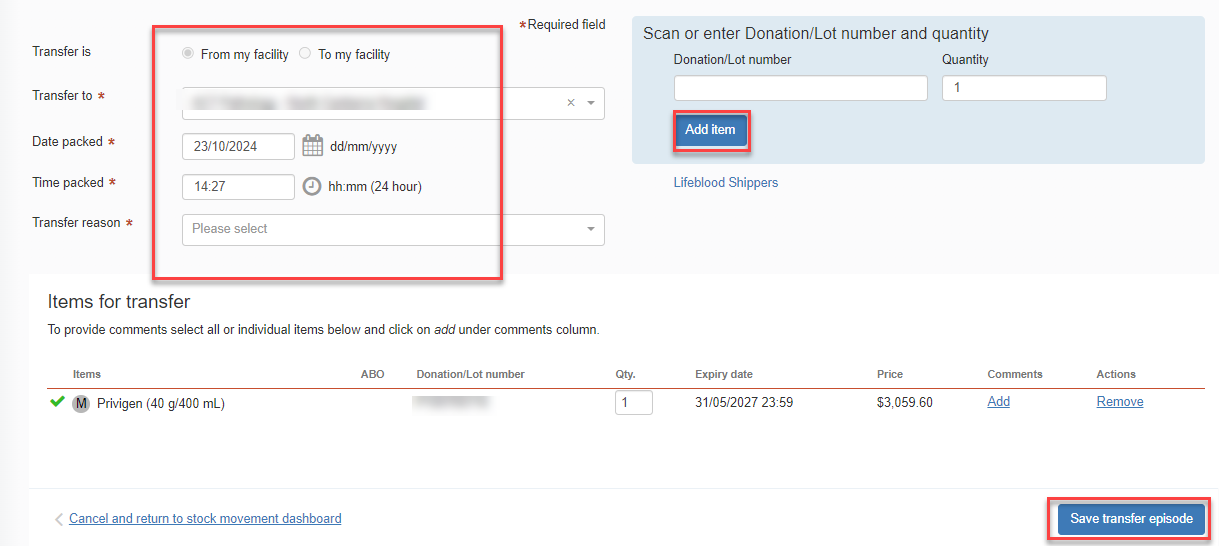 *Required field
Transfer is From my facility To my facility
Transfer to *
Date packed * 23/10/2024 dd/mm/yyyy
Time packed * 14:27 hh:mm (24 hour)
Transfer reason * Please select
Scan or enter Donation/Lot number and quantity
Donation/Lot number Quantity
1
Add item
Lifeblood Shippers
Items for transfer
To provide comments select all or individual items below and click on add under comments column.
Items ABO Donation/Lot number Qty. Expiry date Price Comments Actions
M Privigen (40 g/400 mL) 1 31/05/2027 23:59 $3,059.60 Add Remove
Cancel and return to stock movement dashboard
Save transfer episode